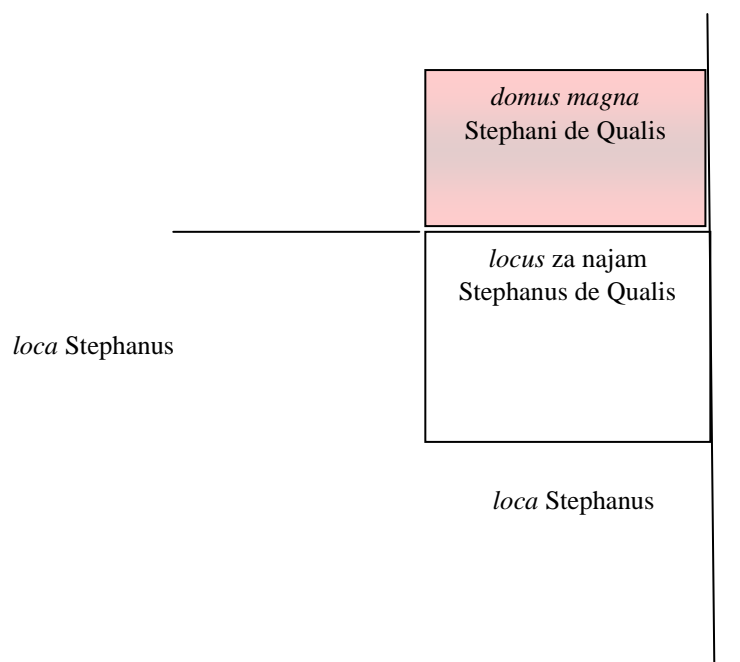 domus magna
Stephani de Qualis
locus za najam
Stephanus de Qualis
loca Stephanus
loca Stephanus